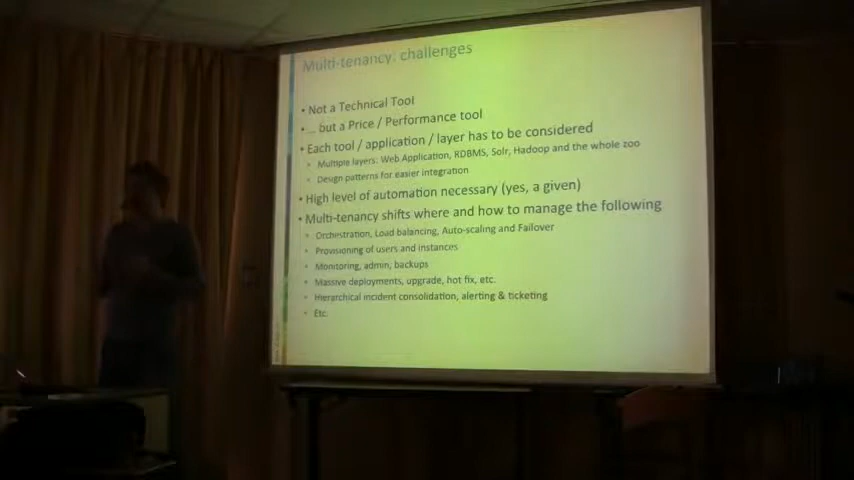 Multi-tenancy: challenges
• Not a Technical Tool
• ... but a Price / Performance tool
• Each tool / application / layer has to be considered
• Multiple layers: Web Application, RDBMS, Solr, Hadoop and the whole zoo
• Design patterns for easier integration
• High level of automation necessary (yes, a given)
• Multi-tenancy shifts where and how to manage the following
• Orchestration, Load balancing, Auto-scaling and Failover
• Provisioning of users and instances
• Monitoring, admin, backups
• Massive deployments, upgrade, hot fix, etc.
• Hierarchical incident consolidation, alerting & ticketing
• Etc.